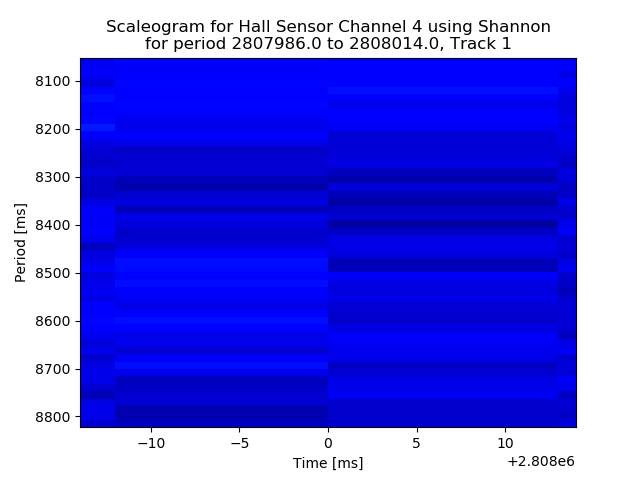 Scaleogram for Hall Sensor Channel 4 using Shannon
for period 2807986.0 to 2808014.0, Track 1
8100
8200
8300
8400
8500
8600
8700
8800
Period [ms]
−10
−5
0
5
10
Time [ms]
+2.808e6